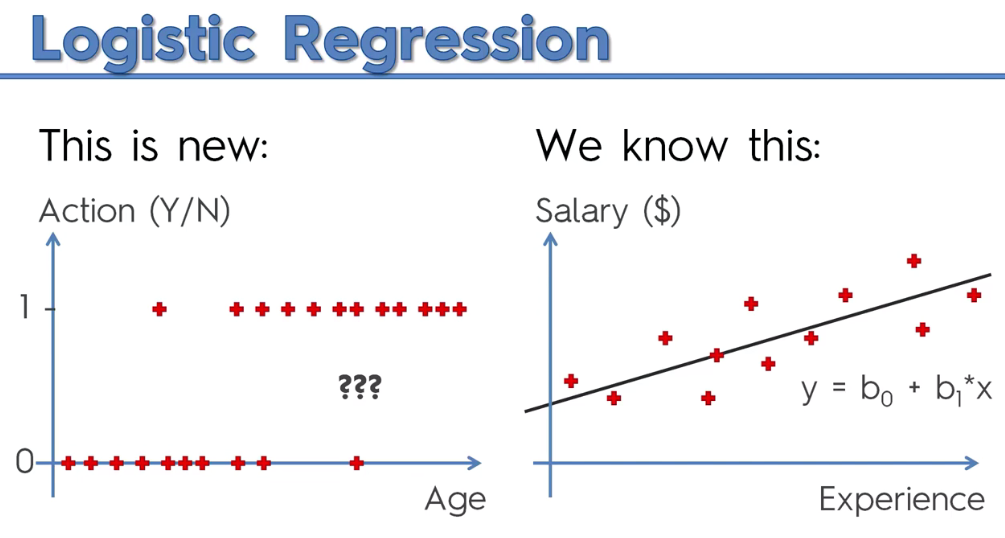 Logistic Regression
This is new:
Action (Y/N)
1
???
0
Age
We know this:
Salary ($)
y = b₀ + b₁*x
Experience